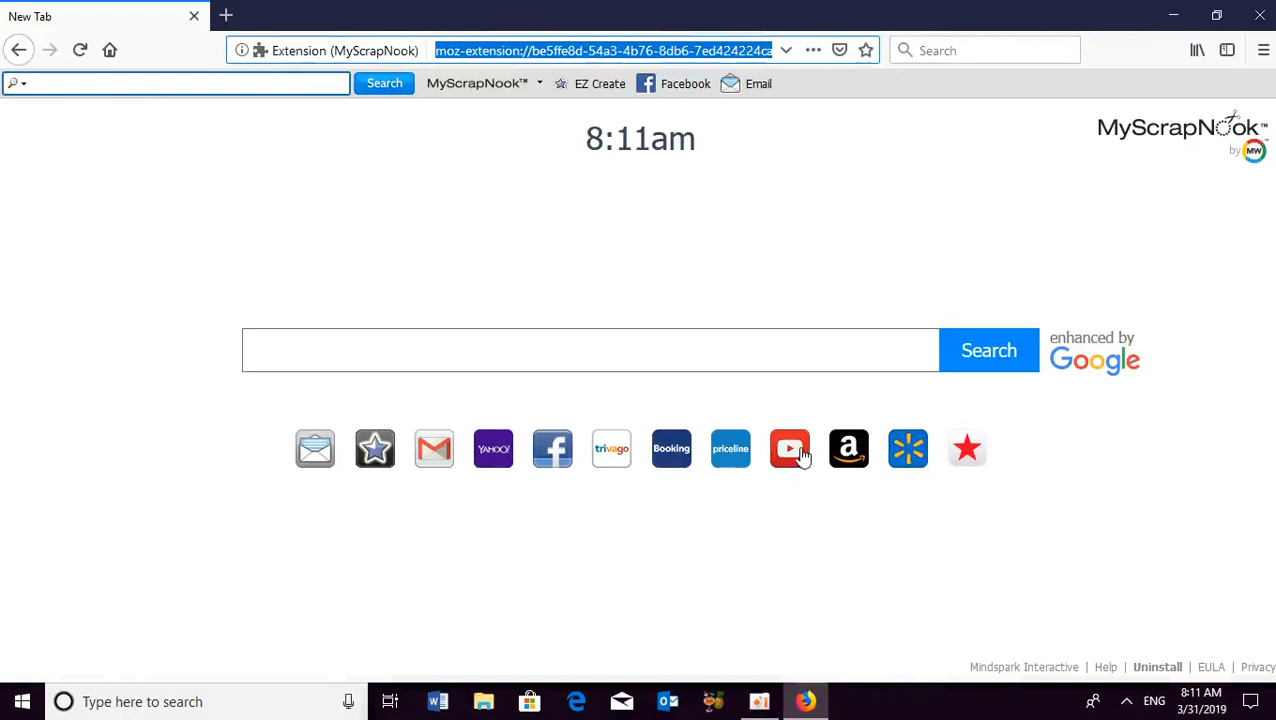 New Tab
Extension (MyScrapNook) moz-extension://be5ffe8d-54a3-4b76-8db6-7ed424224ca
Search
Search MyScrapNook™ EZ Create Facebook Email
8:11am
MyScrapNook™
by MW
Search enhanced by
Google
YAHOO! trivago Booking priceline
Mindspark Interactive | Help | Uninstall | EULA | Privacy
Type here to search
ENG
8:11 AM
3/31/2019